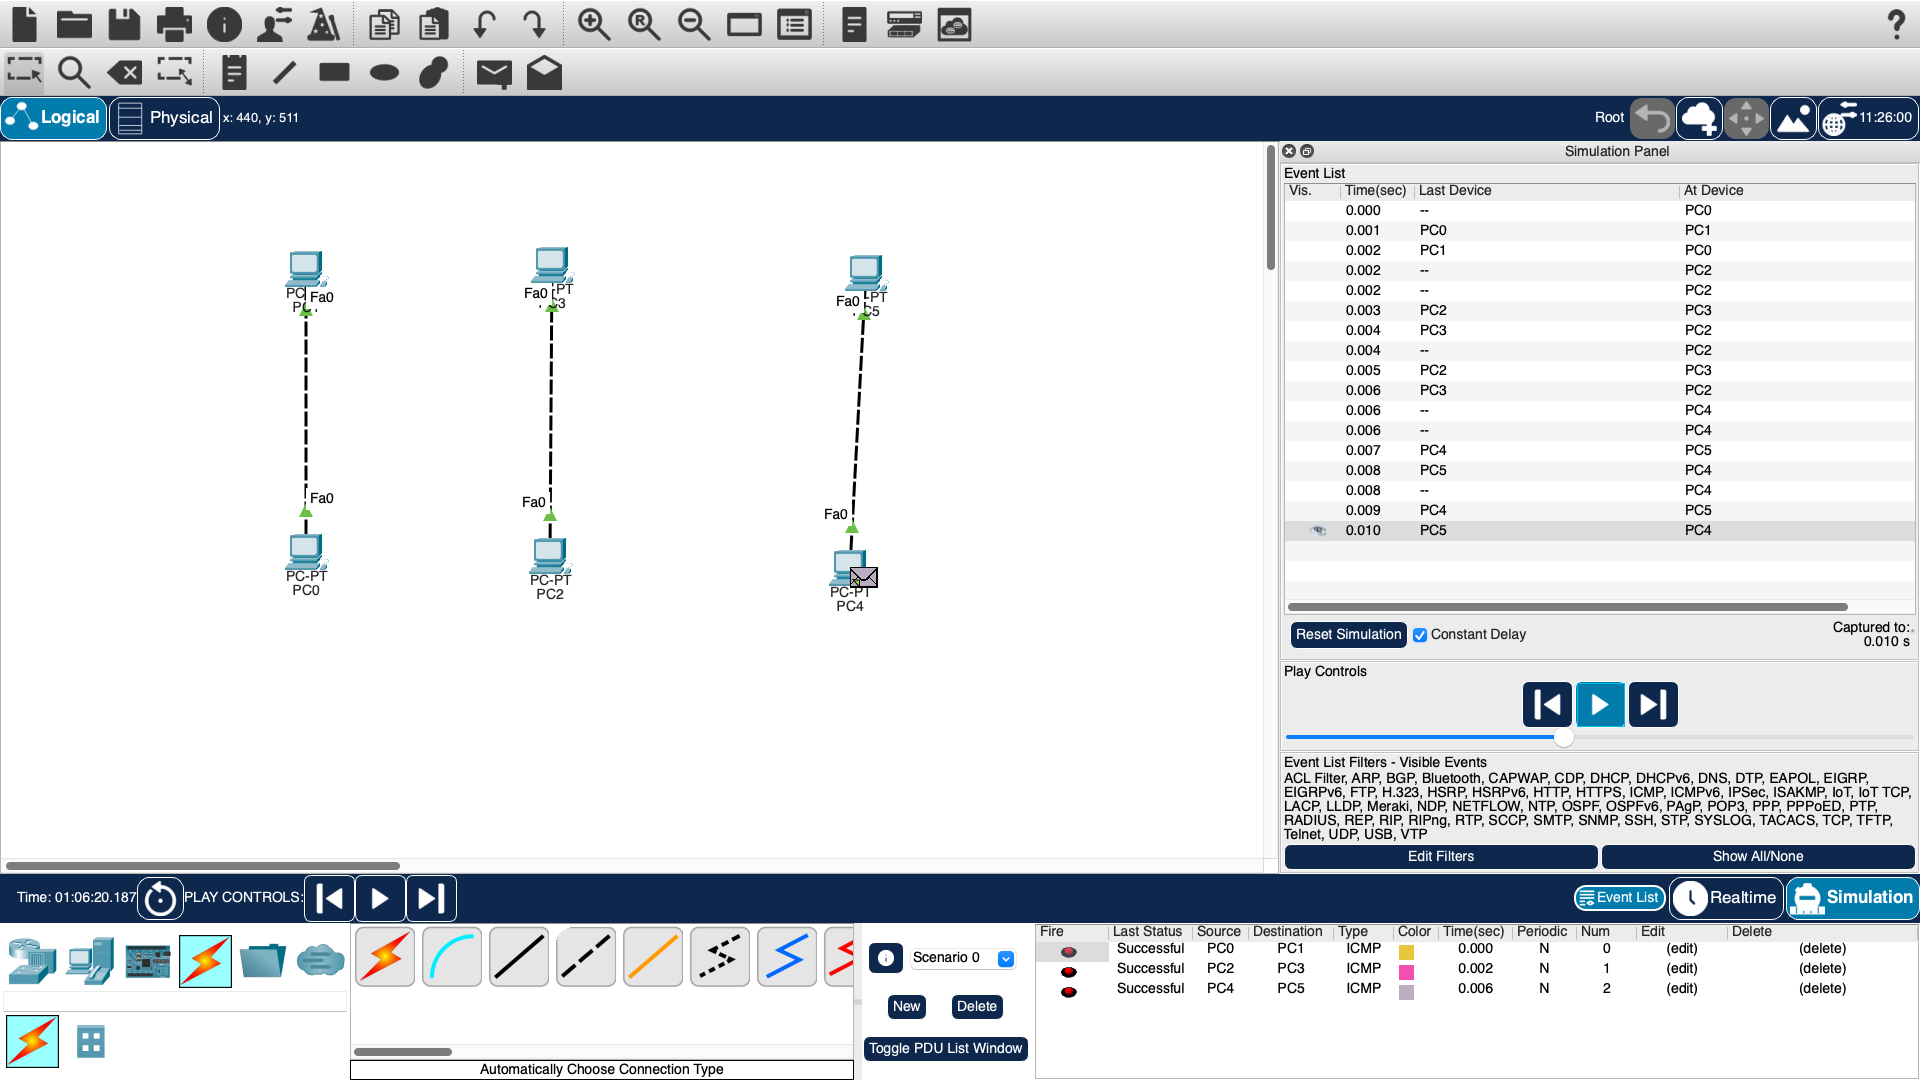 Logical
Physical
x: 440, y: 511
Root
11:26:00
Simulation Panel
Event List
Vis. Time(sec) Last Device At Device
0.000 -- PC0
0.001 PC0 PC1
0.002 PC1 PC0
0.002 -- PC2
0.002 -- PC2
0.003 PC2 PC3
0.004 PC3 PC2
0.004 -- PC2
0.005 PC2 PC3
0.006 PC3 PC2
0.006 -- PC4
0.006 -- PC4
0.007 PC4 PC5
0.008 PC5 PC4
0.008 -- PC4
0.009 PC4 PC5
0.010 PC5 PC4
Fa0
Fa0
Fa0
Fa0
Fa0
Fa0
PC-PT
PC0
PC-PT
PC2
PC-PT
PC4
Reset Simulation
Constant Delay
Captured to:
0.010 s
Play Controls
Event List Filters - Visible Events
ACL Filter, ARP, BGP, Bluetooth, CAPWAP, CDP, DHCP, DHCPv6, DNS, DTP, EAPOL, EIGRP,
EIGRPv6, FTP, H.323, HSRP, HSRPv6, HTTP, HTTPS, ICMP, ICMPv6, IPSec, ISAKMP, IoT, IoT TCP,
LACP, LLDP, Meraki, NDP, NETFLOW, NTP, OSPF, OSPFv6, PAgP, POP3, PPP, PPPoED, PTP,
RADIUS, REP, RIP, RIPng, RTP, SCCP, SMTP, SNMP, SSH, STP, SYSLOG, TACACS, TCP, TFTP,
Telnet, UDP, USB, VTP
Edit Filters
Show All/None
Time: 01:06:20.187
PLAY CONTROLS:
Event List
Realtime
Simulation
Automatically Choose Connection Type
Scenario 0
New
Delete
Toggle PDU List Window
Fire Last Status Source Destination Type Color Time(sec) Periodic Num Edit Delete
Successful PC0 PC1 ICMP 0.000 N 0 (edit) (delete)
Successful PC2 PC3 ICMP 0.002 N 1 (edit) (delete)
Successful PC4 PC5 ICMP 0.006 N 2 (edit) (delete)